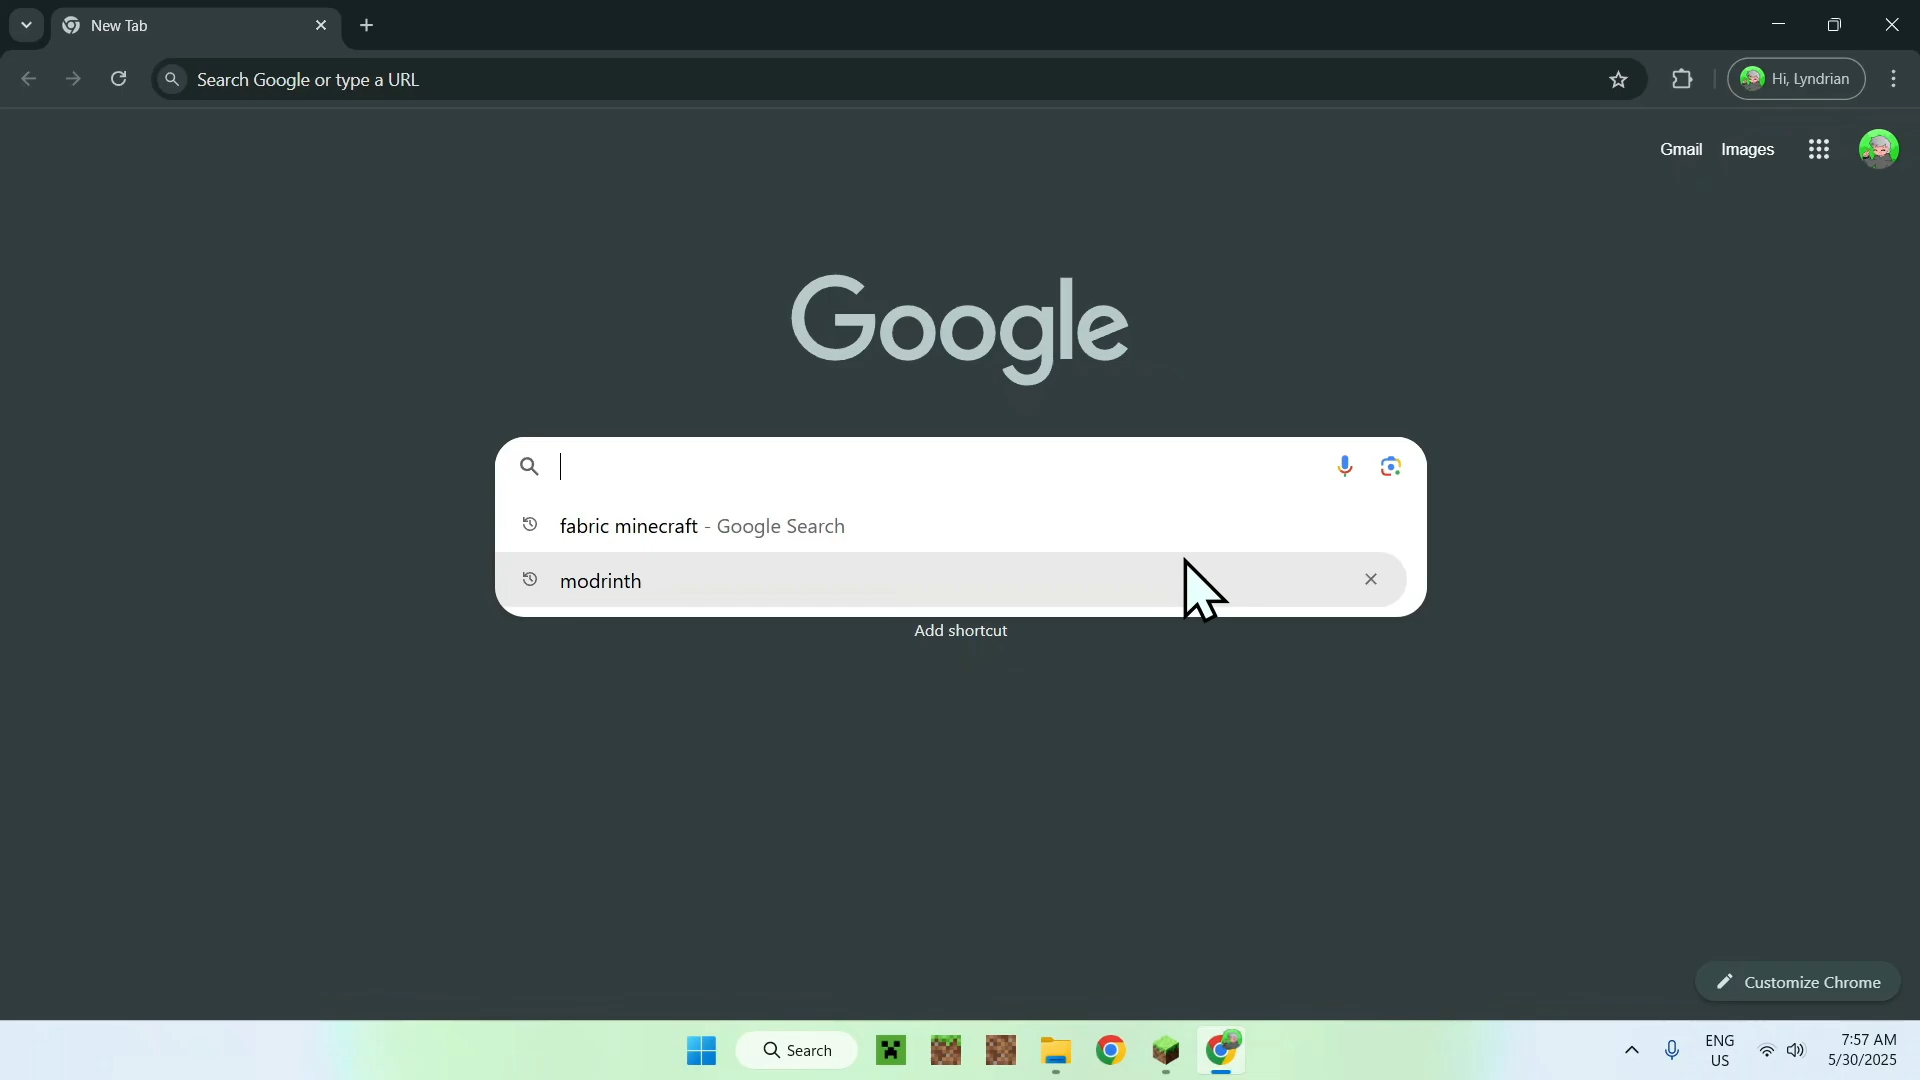 New Tab
Search Google or type a URL
Hi, Lyndrian
Gmail Images
Google
fabric minecraft - Google Search
modrinth
Add shortcut
Customize Chrome
Search
ENG
US
7:57 AM
5/30/2025